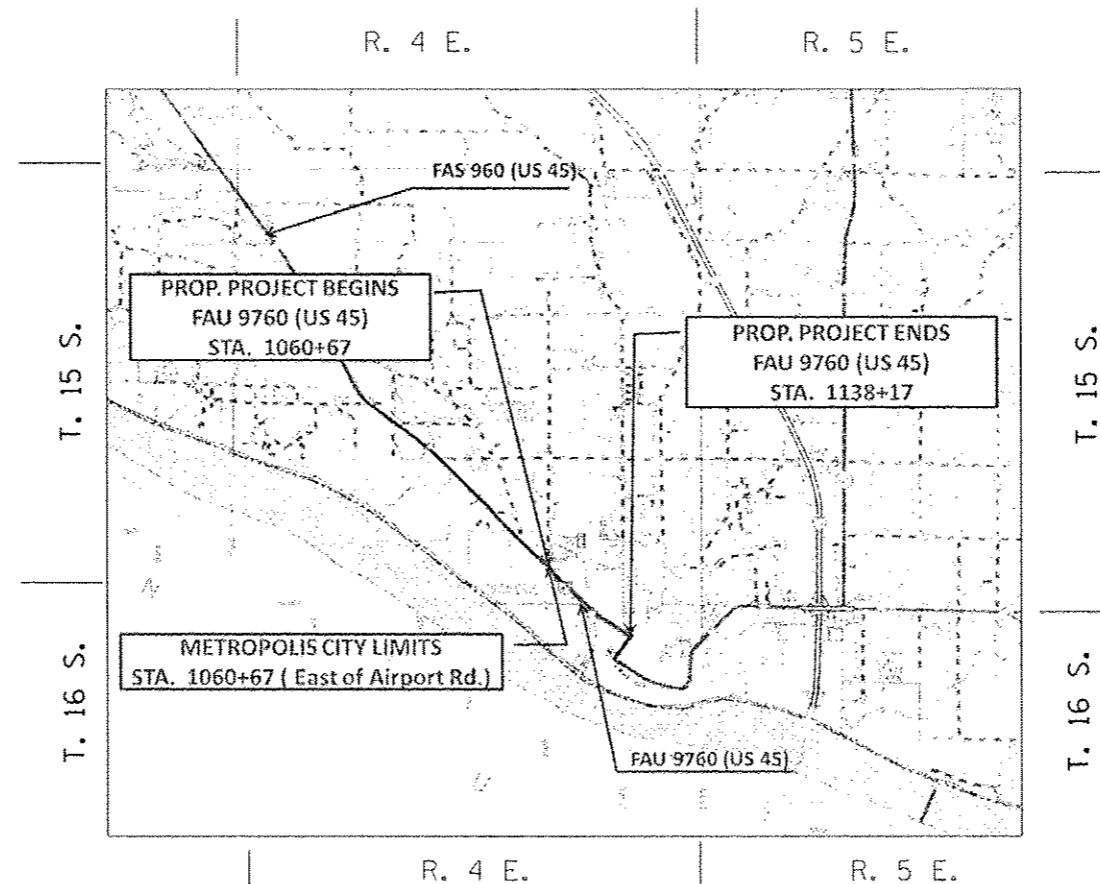 R. 4 E.
R. 5 E.
FAS 960 (US 45)
PROP. PROJECT BEGINS
FAU 9760 (US 45)
STA. 1060+67
PROP. PROJECT ENDS
FAU 9760 (US 45)
STA. 1138+17
T. 15 S.
T. 15 S.
METROPOLIS CITY LIMITS
STA. 1060+67 ( East of Airport Rd.)
T. 16 S.
T. 16 S.
FAU 9760 (US 45)
R. 4 E.
R. 5 E.